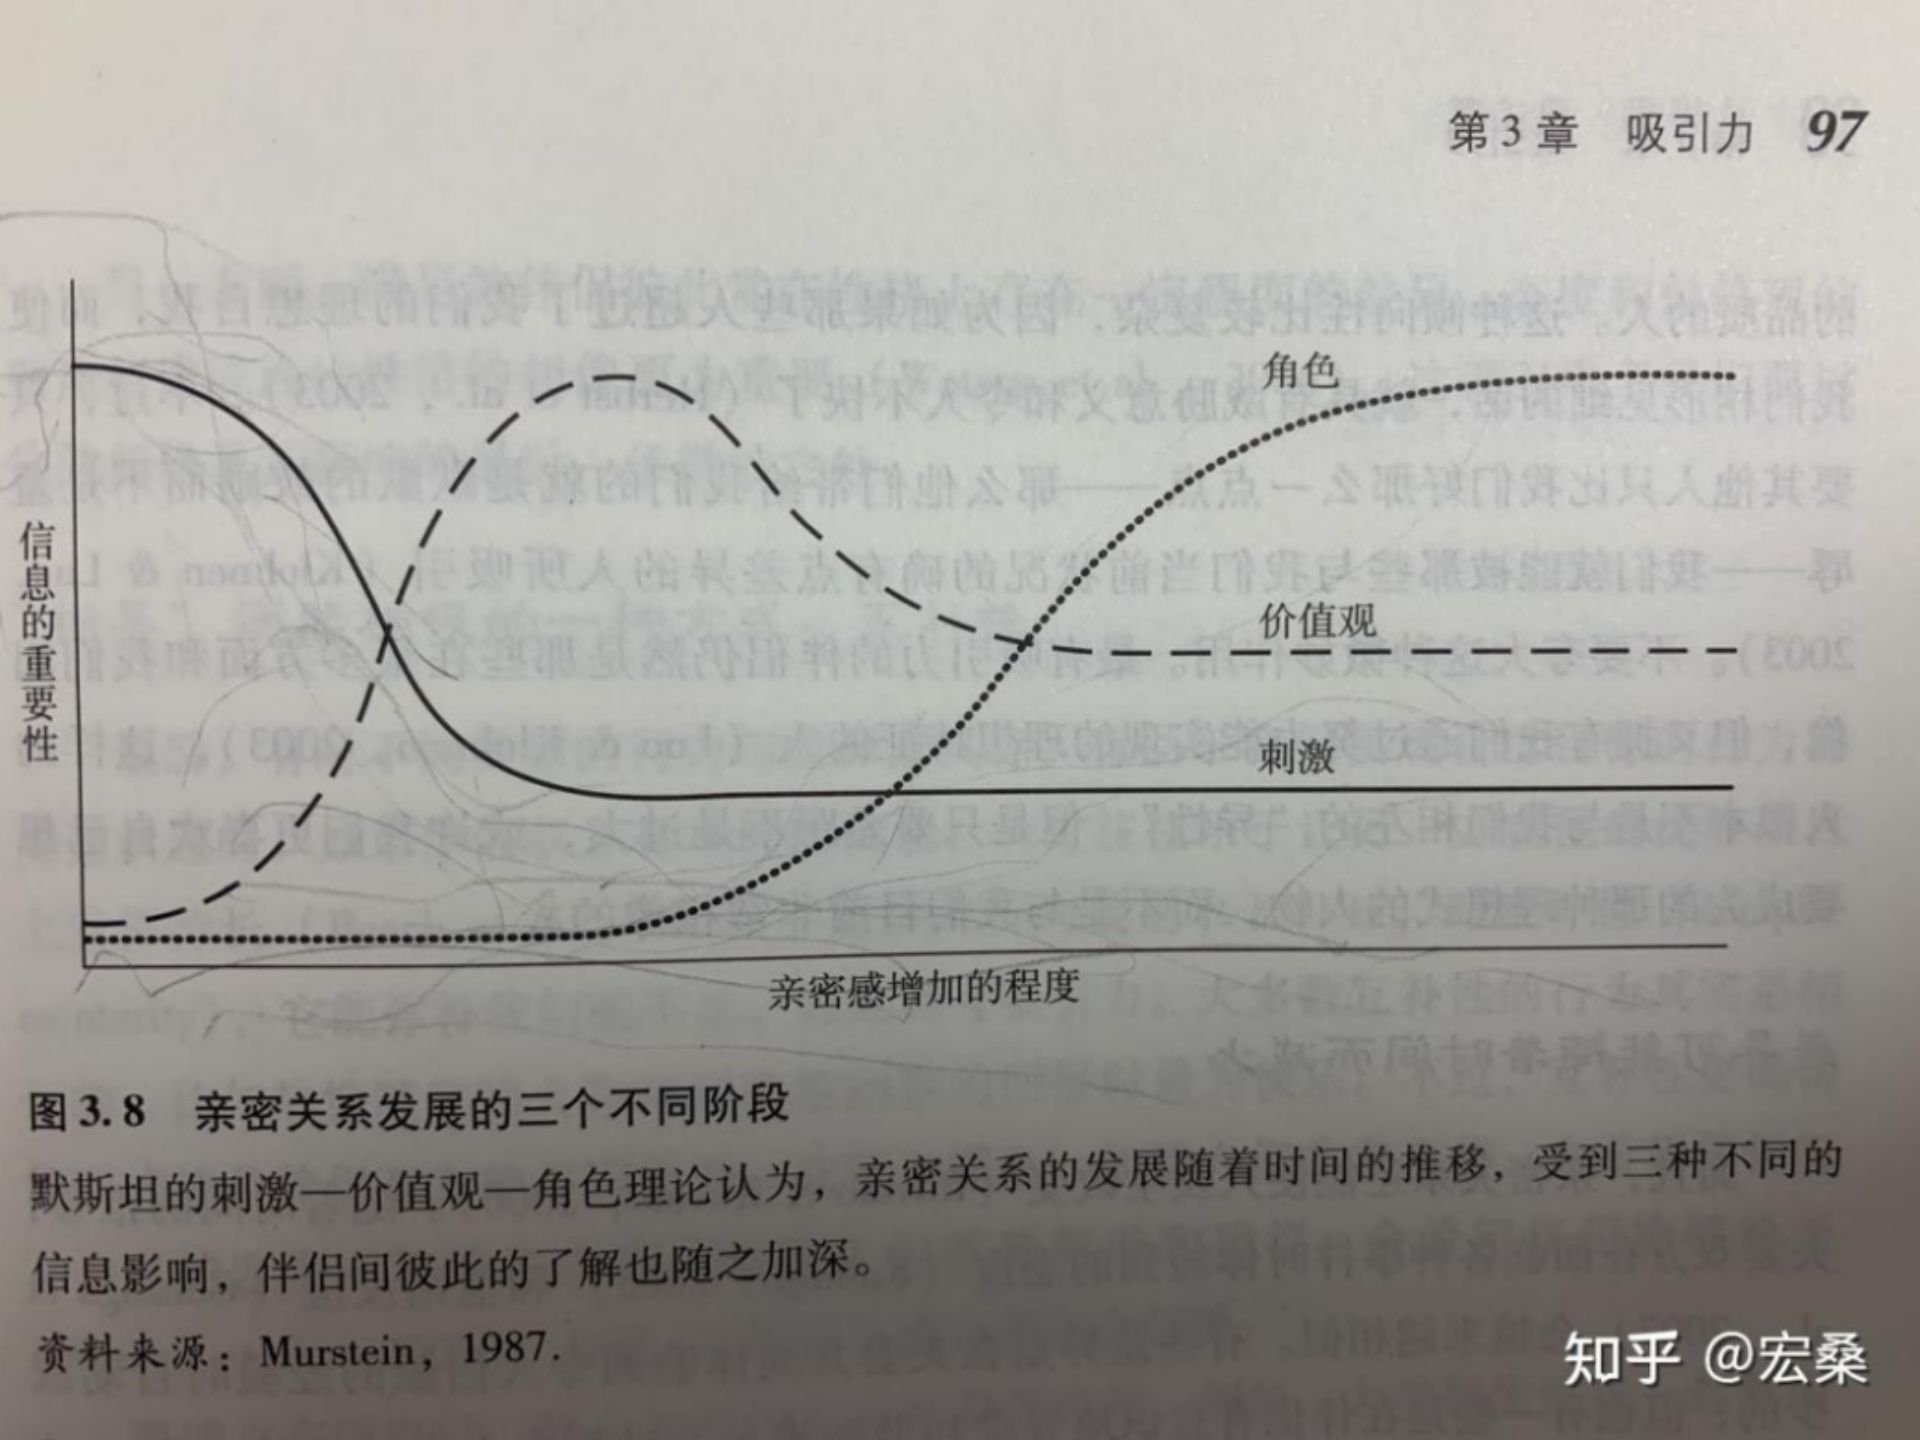 第3章 吸引力 97
信息的重要性
角色
价值观
刺激
亲密感增加的程度
图3.8 亲密关系发展的三个不同阶段
默斯坦的刺激—价值观—角色理论认为，亲密关系的发展随着时间的推移，受到三种不同的
信息影响，伴侣间彼此的了解也随之加深。
资料来源：Murstein，1987.
知乎 @宏桑